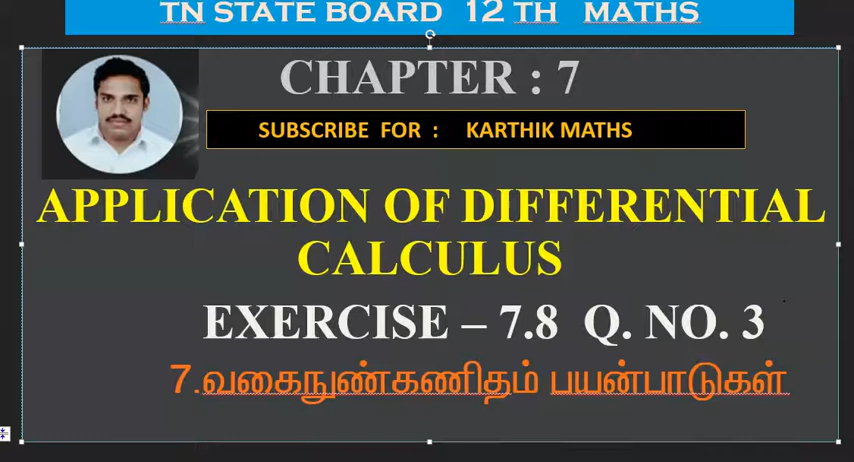 TN STATE BOARD 12 TH MATHS
CHAPTER : 7
SUBSCRIBE FOR : KARTHIK MATHS
APPLICATION OF DIFFERENTIAL
CALCULUS
EXERCISE – 7.8 Q. NO. 3
7.வகைநுண்கணிதம் பயன்பாடுகள்